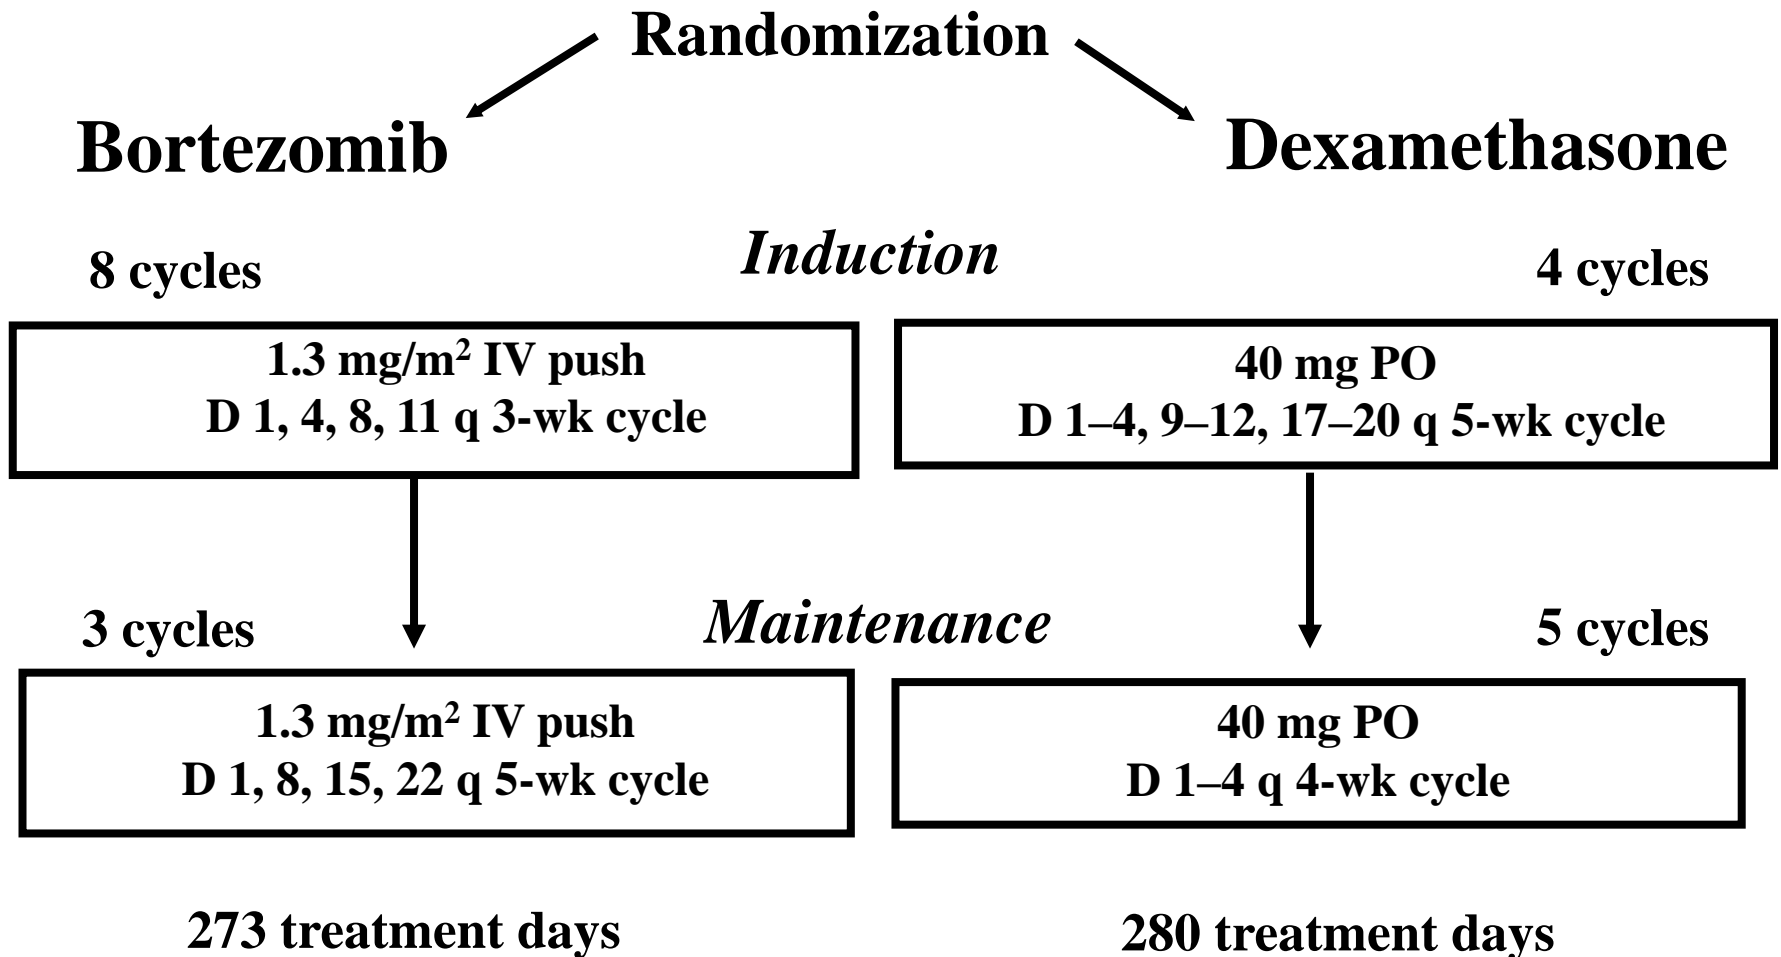 Randomization
Bortezomib
Dexamethasone
Induction
8 cycles
4 cycles
1.3 mg/m² IV push
D 1, 4, 8, 11 q 3-wk cycle
40 mg PO
D 1–4, 9–12, 17–20 q 5-wk cycle
Maintenance
3 cycles
5 cycles
1.3 mg/m² IV push
D 1, 8, 15, 22 q 5-wk cycle
40 mg PO
D 1–4 q 4-wk cycle
273 treatment days
280 treatment days